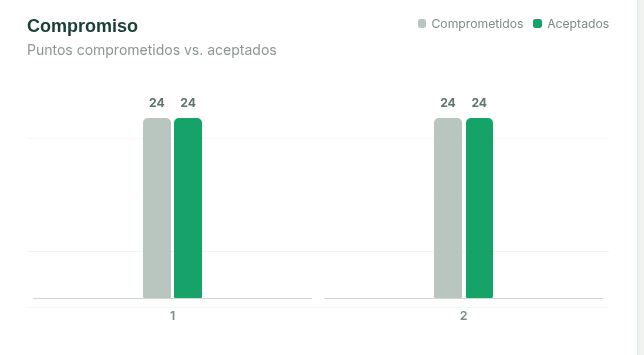 Compromiso
Comprometidos Aceptados
Puntos comprometidos vs. aceptados
24 24 24 24
1 2